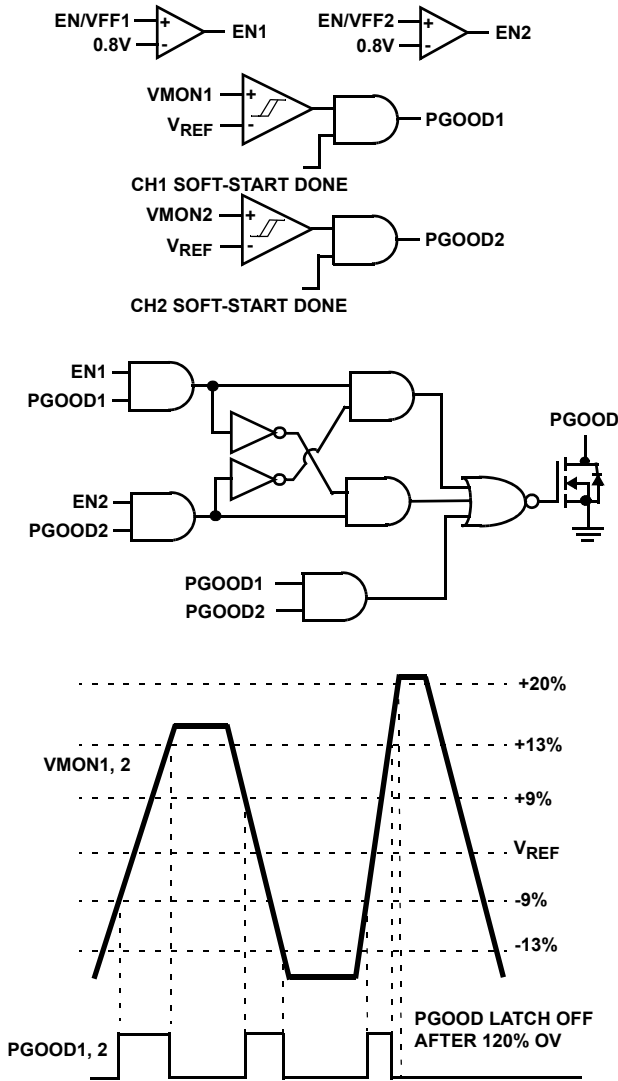 EN/VFF1
+
EN1
0.8V
-
EN/VFF2
+
EN2
0.8V
-
VMON1
+
VREF
-
PGOOD1
CH1 SOFT-START DONE
VMON2
+
VREF
-
PGOOD2
CH2 SOFT-START DONE
EN1
PGOOD1
PGOOD
EN2
PGOOD2
PGOOD1
PGOOD2
+20%
+13%
VMON1, 2
+9%
VREF
-9%
-13%
PGOOD LATCH OFF
AFTER 120% OV
PGOOD1, 2